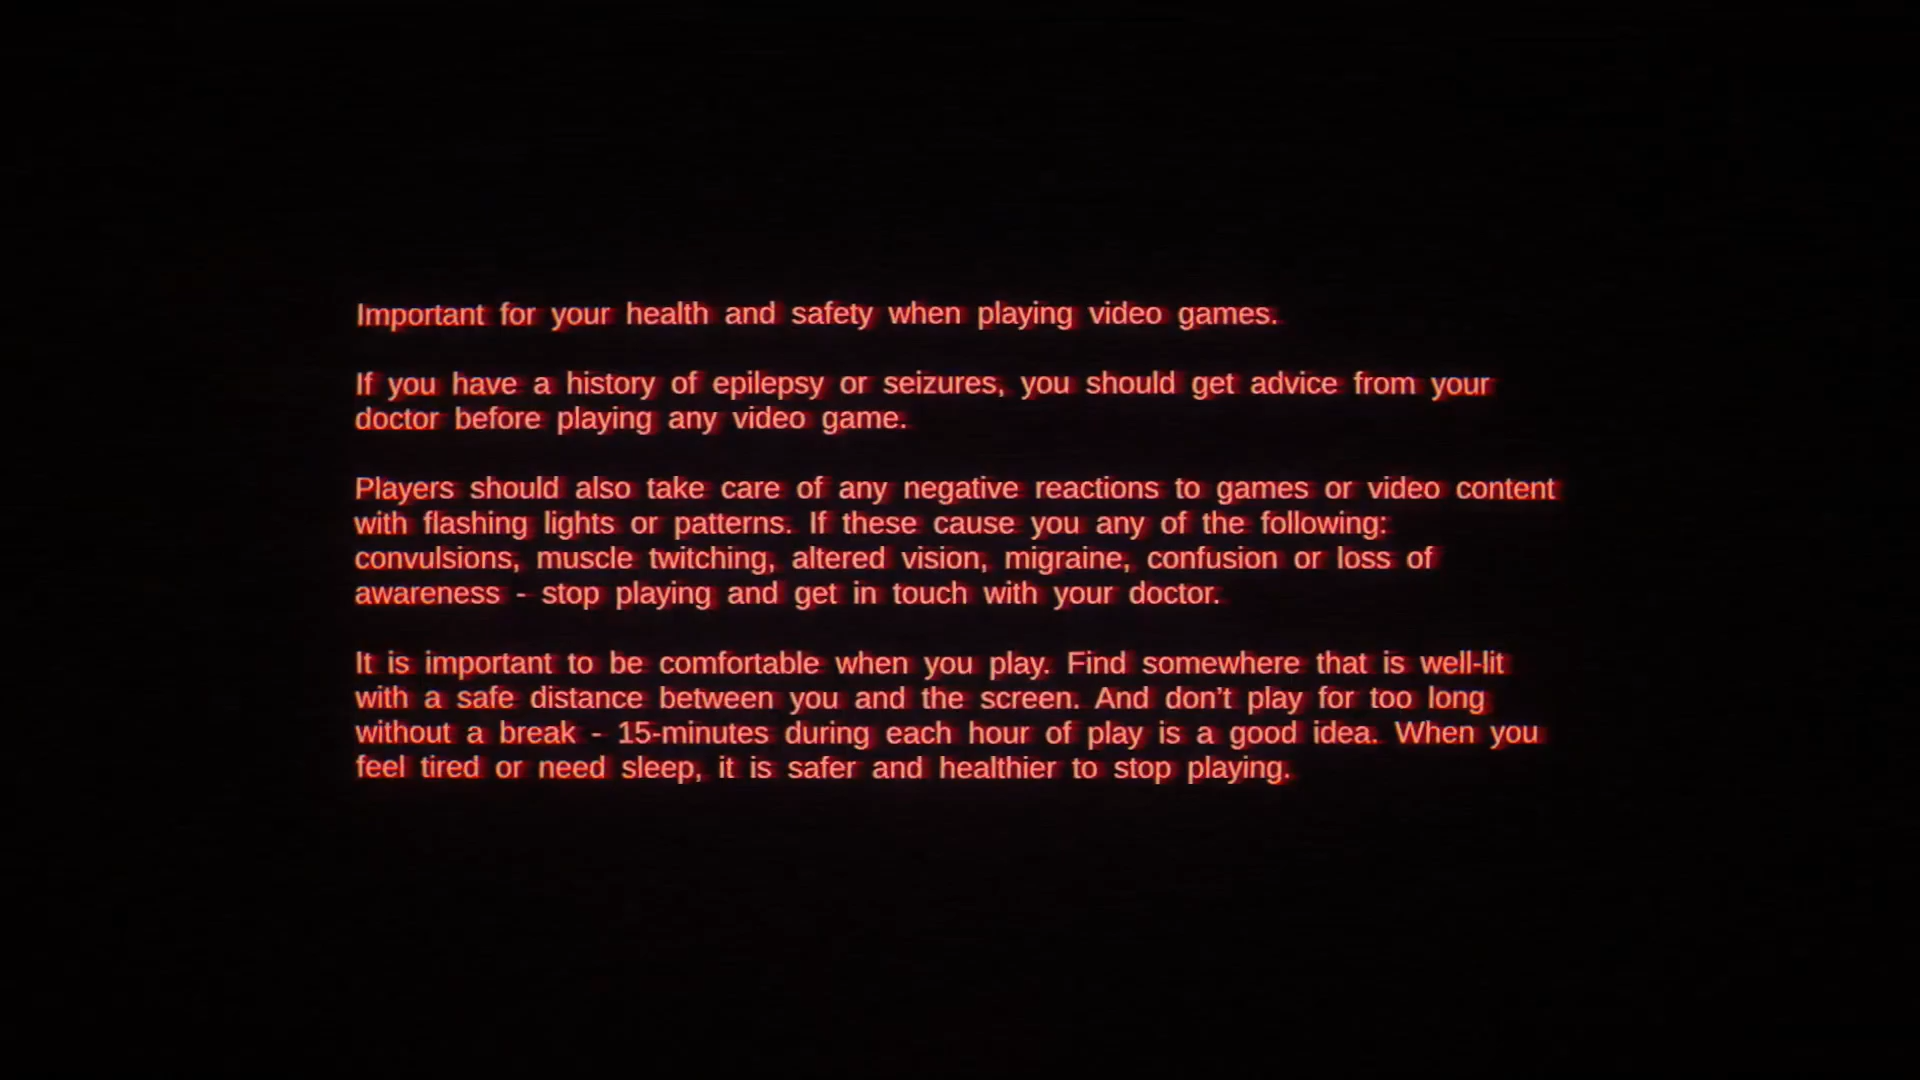 Important for your health and safety when playing video games.
If you have a history of epilepsy or seizures, you should get advice from your
doctor before playing any video game.
Players should also take care of any negative reactions to games or video content
with flashing lights or patterns. If these cause you any of the following:
convulsions, muscle twitching, altered vision, migraine, confusion or loss of
awareness - stop playing and get in touch with your doctor.
It is important to be comfortable when you play. Find somewhere that is well-lit
with a safe distance between you and the screen. And don’t play for too long
without a break - 15-minutes during each hour of play is a good idea. When you
feel tired or need sleep, it is safer and healthier to stop playing.